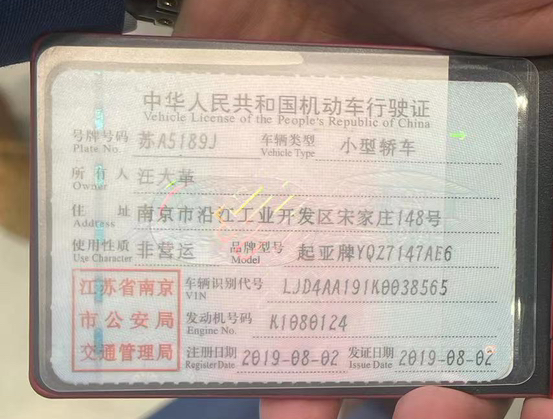 中华人民共和国机动车行驶证
Vehicle License of the People's Republic of China
号牌号码 苏A5189J 车辆类型 小型轿车
Plate No. Vehicle Type
所有人 汪大革
Owner
住址 南京市沿江工业开发区宋家庄148号
Address
使用性质 非营运 品牌型号 起亚牌YQZ7147AE6
Use Character Model
江苏省南京
市公安局
交通管理局
车辆识别代号 LJD4AA191K0038565
VIN
发动机号码 K1080124
Engine No.
注册日期 2019-08-02 发证日期 2019-08-02
Register Date Issue Date